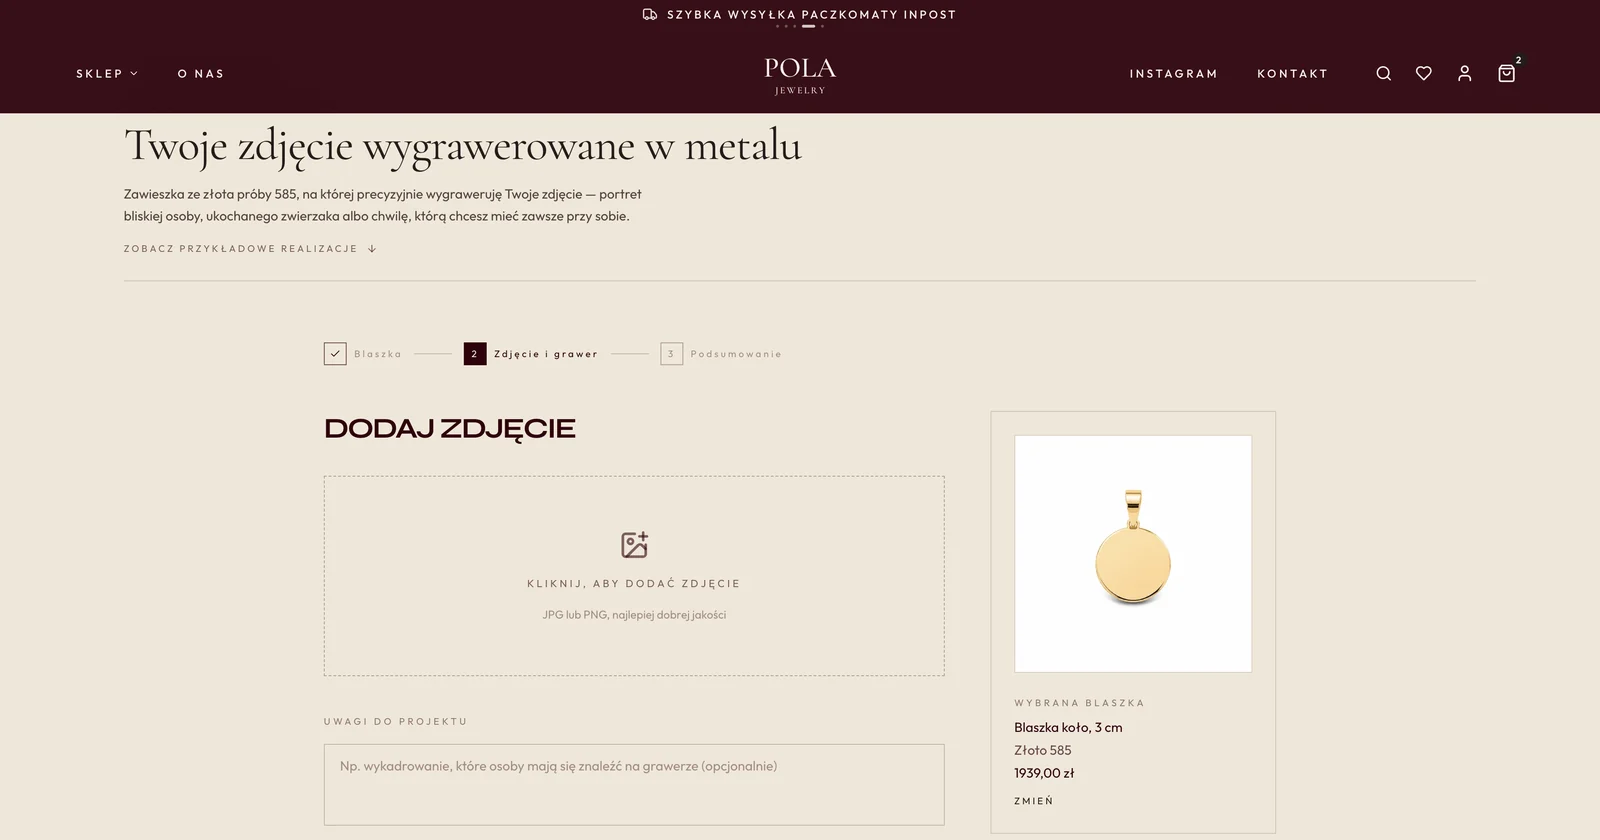 SZYBKA WYSYŁKA PACZKOMATY INPOST
SKLEP
O NAS
POLA
JEWELRY
INSTAGRAM
KONTAKT
2
Twoje zdjęcie wygrawerowane w metalu
Zawieszka ze złota próby 585, na której precyzyjnie wygraweruję Twoje zdjęcie — portret
bliskiej osoby, ukochanego zwierzaka albo chwilę, którą chcesz mieć zawsze przy sobie.
ZOBACZ PRZYKŁADOWE REALIZACJE ↓
Blaszka
2 Zdjęcie i grawer
3 Podsumowanie
DODAJ ZDJĘCIE
KLIKNIJ, ABY DODAĆ ZDJĘCIE
JPG lub PNG, najlepiej dobrej jakości
UWAGI DO PROJEKTU
Np. wykadrowanie, które osoby mają się znaleźć na grawerze (opcjonalnie)
WYBRANA BLASZKA
Blaszka koło, 3 cm
Złoto 585
1939,00 zł
ZMIEŃ